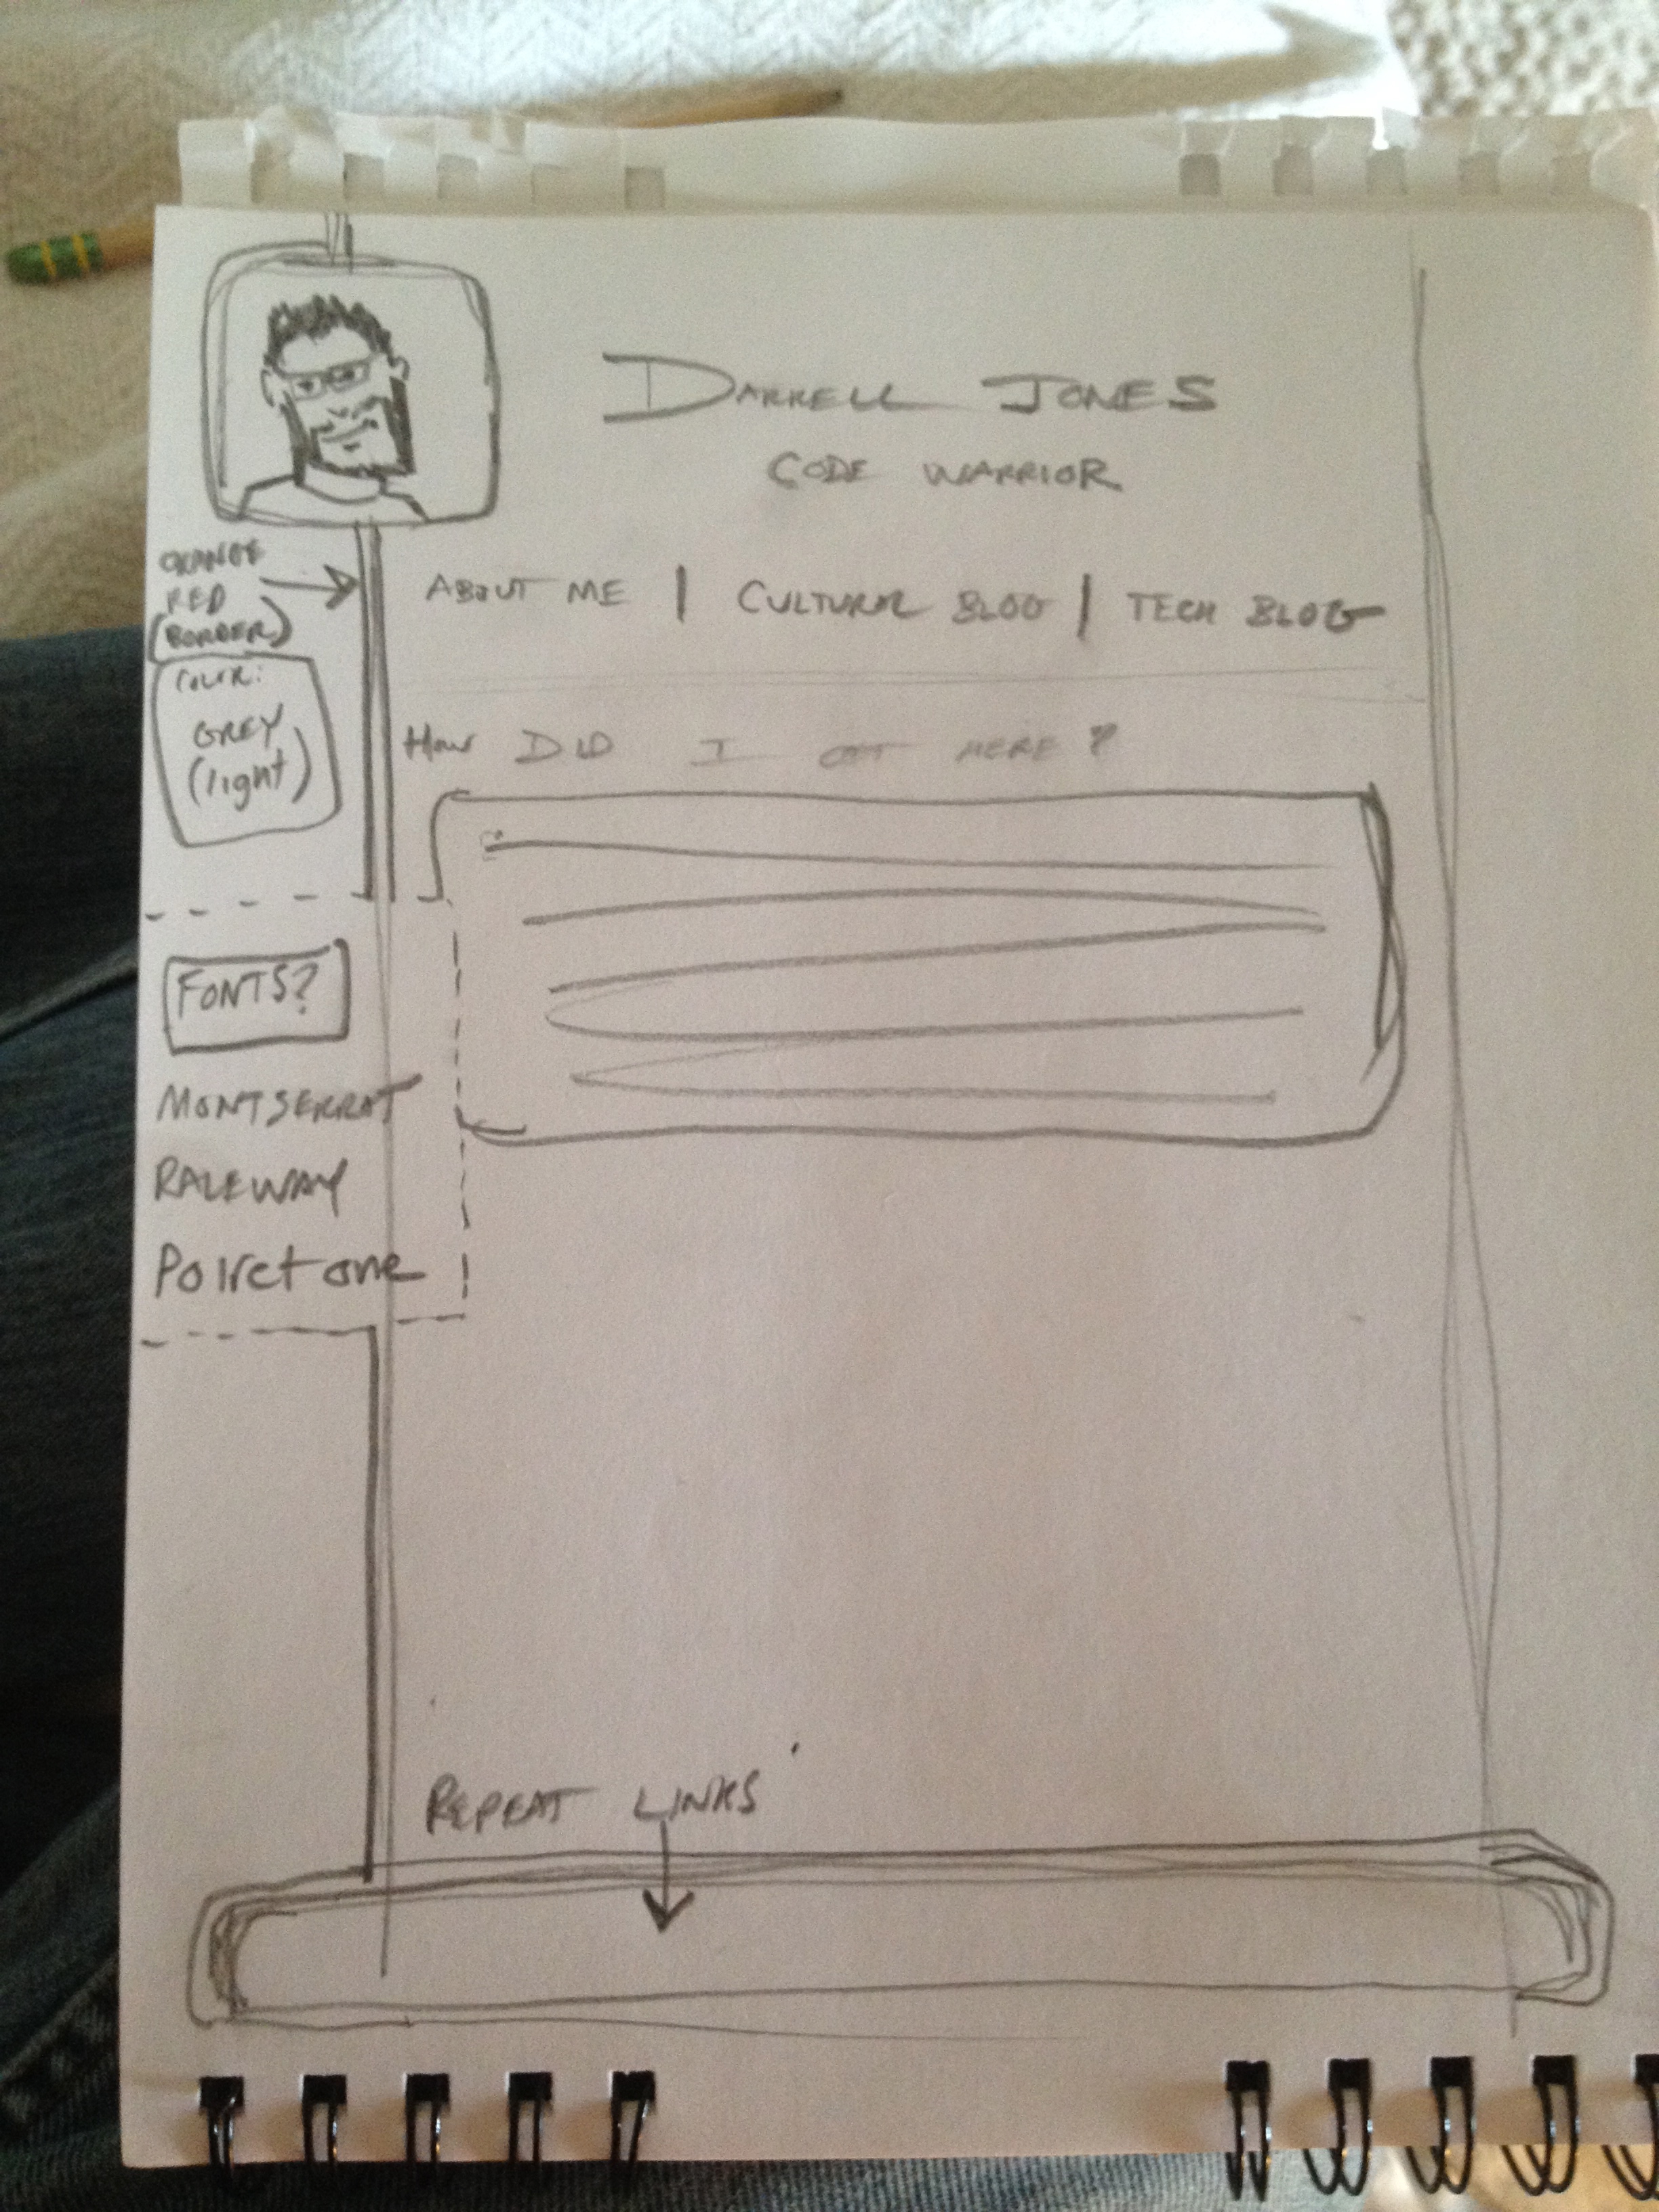 DARRELL JONES
CODE WARRIOR
ORANGE
RED
(BORDER)
ABOUT ME | CULTURAL BLOG | TECH BLOG
COLOR:
GREY
(light)
HOW DID I GET HERE?
FONTS?
MONTSERRAT
RALEWAY
Poiret one
REPEAT LINKS